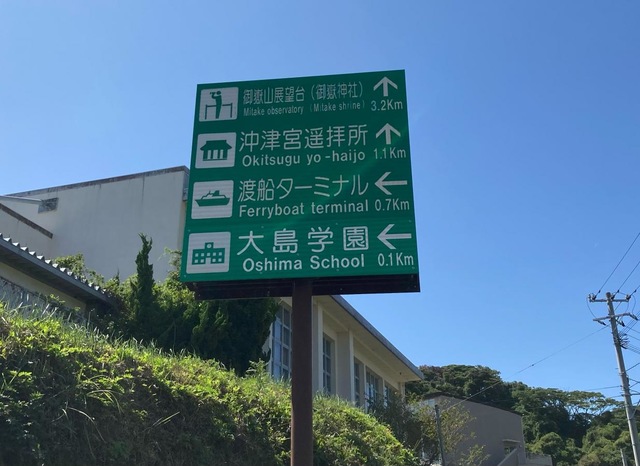 御嶽山展望台（御嶽神社） ↑
Mitake observatory (Mitake shrine) 3.2Km
沖津宮遥拝所 ↑
Okitsugu yo-haijo 1.1Km
渡船ターミナル ←
Ferryboat terminal 0.7Km
大島学園 ←
Oshima School 0.1Km